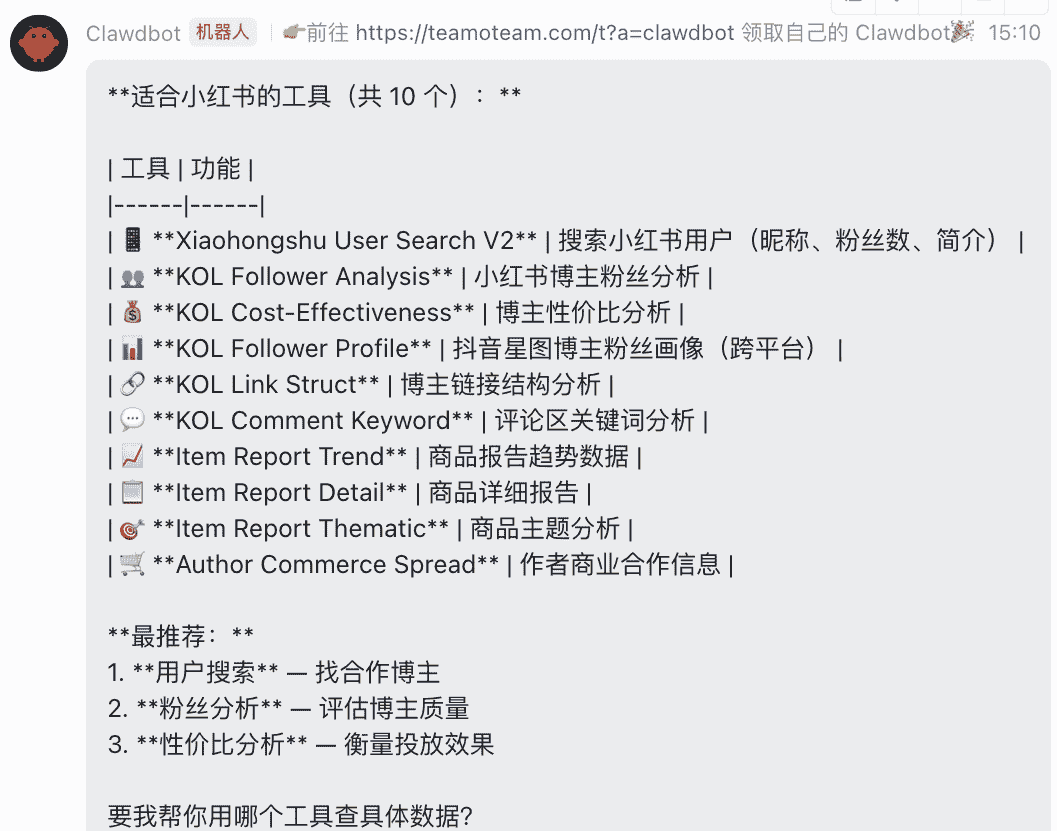 Clawdbot 机器人 | 👉前往 https://teamoteam.com/t?a=clawdbot 领取自己的 Clawdbot🎉 15:10
**适合小红书的工具（共 10 个）：**
| 工具 | 功能 |
|------|------|
| 📱 **Xiaohongshu User Search V2** | 搜索小红书用户（昵称、粉丝数、简介） |
| 👥 **KOL Follower Analysis** | 小红书博主粉丝分析 |
| 💰 **KOL Cost-Effectiveness** | 博主性价比分析 |
| 📊 **KOL Follower Profile** | 抖音星图博主粉丝画像（跨平台） |
| 🔗 **KOL Link Struct** | 博主链接结构分析 |
| 💬 **KOL Comment Keyword** | 评论区关键词分析 |
| 📈 **Item Report Trend** | 商品报告趋势数据 |
| 📋 **Item Report Detail** | 商品详细报告 |
| 🎯 **Item Report Thematic** | 商品主题分析 |
| 🛒 **Author Commerce Spread** | 作者商业合作信息 |
**最推荐：**
1. **用户搜索** — 找合作博主
2. **粉丝分析** — 评估博主质量
3. **性价比分析** — 衡量投放效果
要我帮你用哪个工具查具体数据?